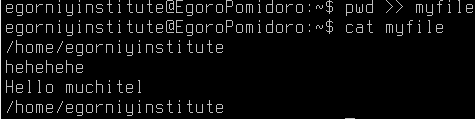 egorniyinstitute@EgoroPomidoro:~$ pwd >> myfile
egorniyinstitute@EgoroPomidoro:~$ cat myfile
/home/egorniyinstitute
hehehehe
Hello muchitel
/home/egorniyinstitute